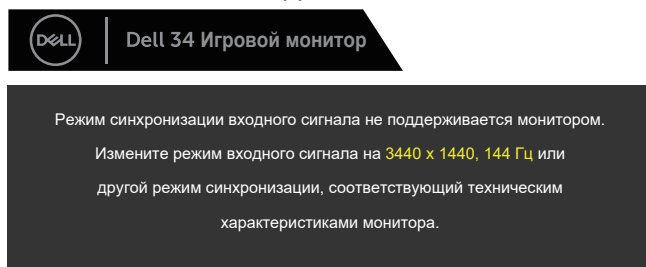 DELL
Dell 34 Игровой монитор
Режим синхронизации входного сигнала не поддерживается монитором.
Измените режим входного сигнала на 3440 x 1440, 144 Гц или
другой режим синхронизации, соответствующий техническим
характеристиками монитора.